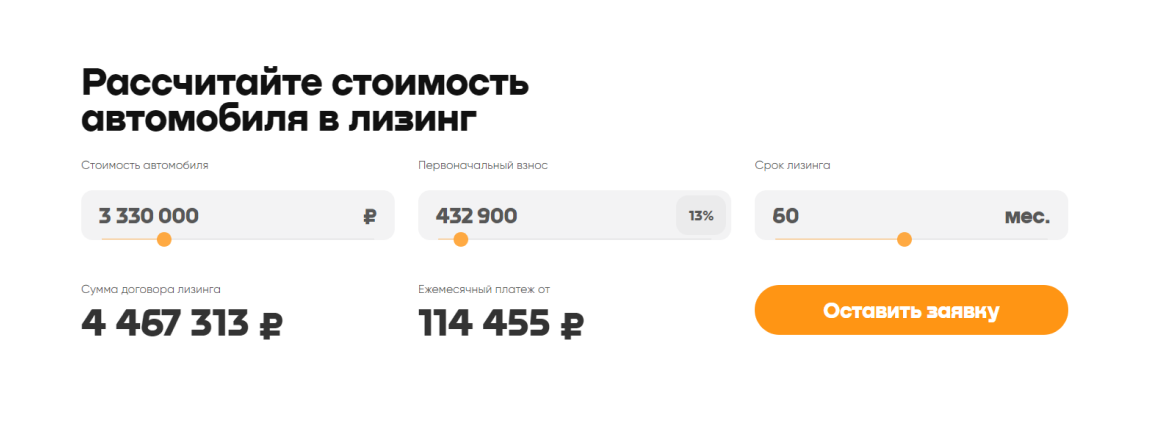 Рассчитайте стоимость
автомобиля в лизинг
Стоимость автомобиля
Первоначальный взнос
Срок лизинга
3 330 000 ₽
432 900 13%
60 мес.
Сумма договора лизинга
Ежемесячный платеж от
4 467 313 ₽
114 455 ₽
Оставить заявку